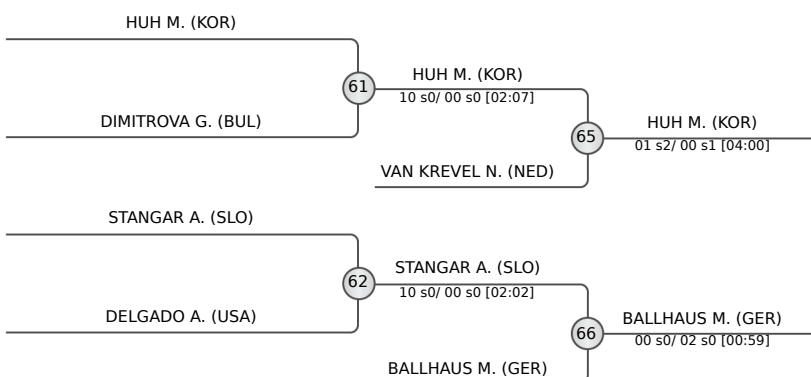 HUH M. (KOR)
61
HUH M. (KOR)
10 s0/ 00 s0 [02:07]
DIMITROVA G. (BUL)
65
HUH M. (KOR)
01 s2/ 00 s1 [04:00]
VAN KREVEL N. (NED)
STANGAR A. (SLO)
62
STANGAR A. (SLO)
10 s0/ 00 s0 [02:02]
DELGADO A. (USA)
66
BALLHAUS M. (GER)
00 s0/ 02 s0 [00:59]
BALLHAUS M. (GER)